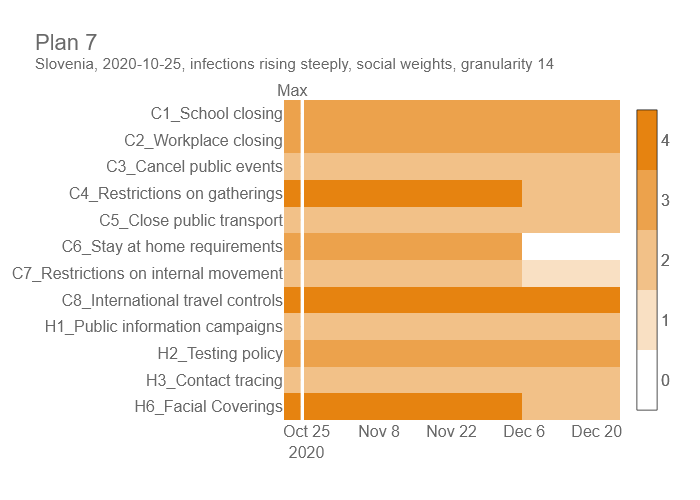 Plan 7
Slovenia, 2020-10-25, infections rising steeply, social weights, granularity 14
Max
C1_School closing
C2_Workplace closing
C3_Cancel public events
C4_Restrictions on gatherings
C5_Close public transport
C6_Stay at home requirements
C7_Restrictions on internal movement
C8_International travel controls
H1_Public information campaigns
H2_Testing policy
H3_Contact tracing
H6_Facial Coverings
4
3
2
1
0
Oct 25 Nov 8 Nov 22 Dec 6 Dec 20
2020